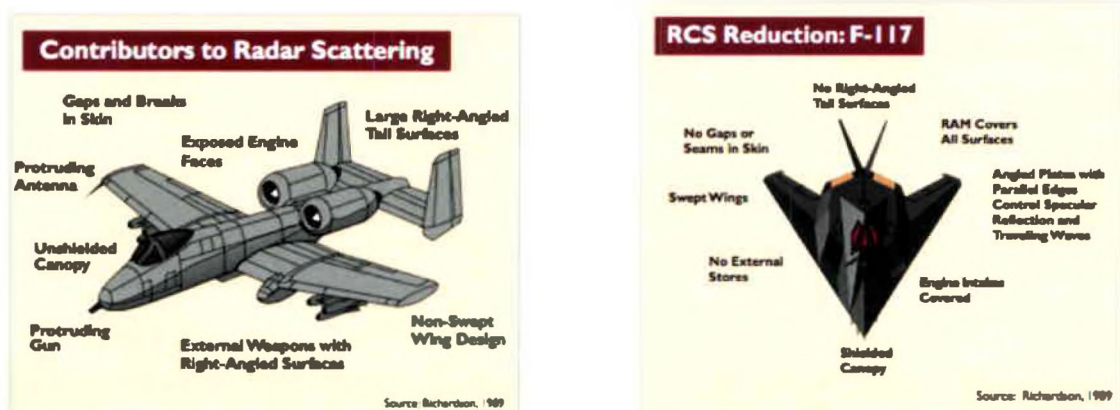 Contributors to Radar Scattering
Gaps and Breaks
in Skin
Exposed Engine
Faces
Large Right-Angled
Tail Surfaces
Protruding
Antenna
Unshielded
Canopy
Protruding
Gun
External Weapons with
Right-Angled Surfaces
Non-Swept
Wing Design
Source: Richardson, 1989
RCS Reduction: F-117
No Right-Angled
Tail Surfaces
No Gaps or
Seams in Skin
RAM Covers
All Surfaces
Swept Wings
Angled Plates with
Parallel Edges
Control Specular
Reflection and
Traveling Waves
No External
Stores
Engine Intakes
Covered
Shielded
Canopy
Source: Richardson, 1989